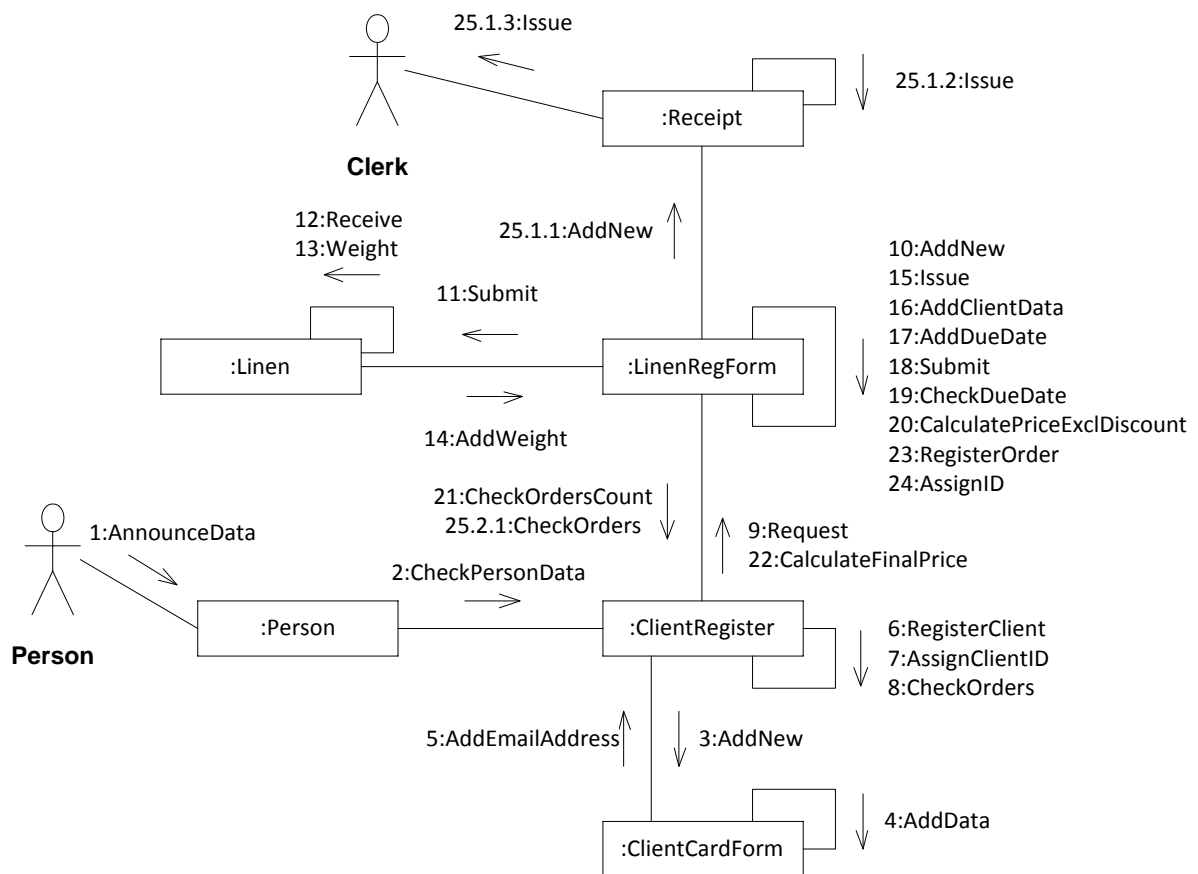 25.1.3:Issue
25.1.2:Issue
:Receipt
Clerk
12:Receive
13:Weight
25.1.1:AddNew
11:Submit
10:AddNew
15:Issue
16:AddClientData
17:AddDueDate
18:Submit
19:CheckDueDate
20:CalculatePriceExclDiscount
23:RegisterOrder
24:AssignID
:Linen
:LinenRegForm
14:AddWeight
21:CheckOrdersCount
25.2.1:CheckOrders
9:Request
22:CalculateFinalPrice
1:AnnounceData
2:CheckPersonData
:Person
:ClientRegister
Person
6:RegisterClient
7:AssignClientID
8:CheckOrders
5:AddEmailAddress
3:AddNew
4:AddData
:ClientCardForm